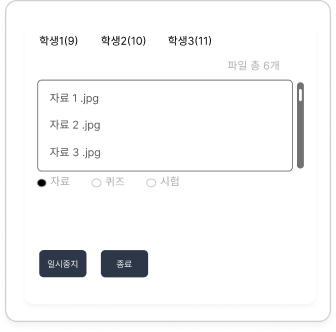 학생1(9) 학생2(10) 학생3(11)
파일 총 6개
자료 1 .jpg
자료 2 .jpg
자료 3 .jpg
자료 퀴즈 시험
일시중지 종료